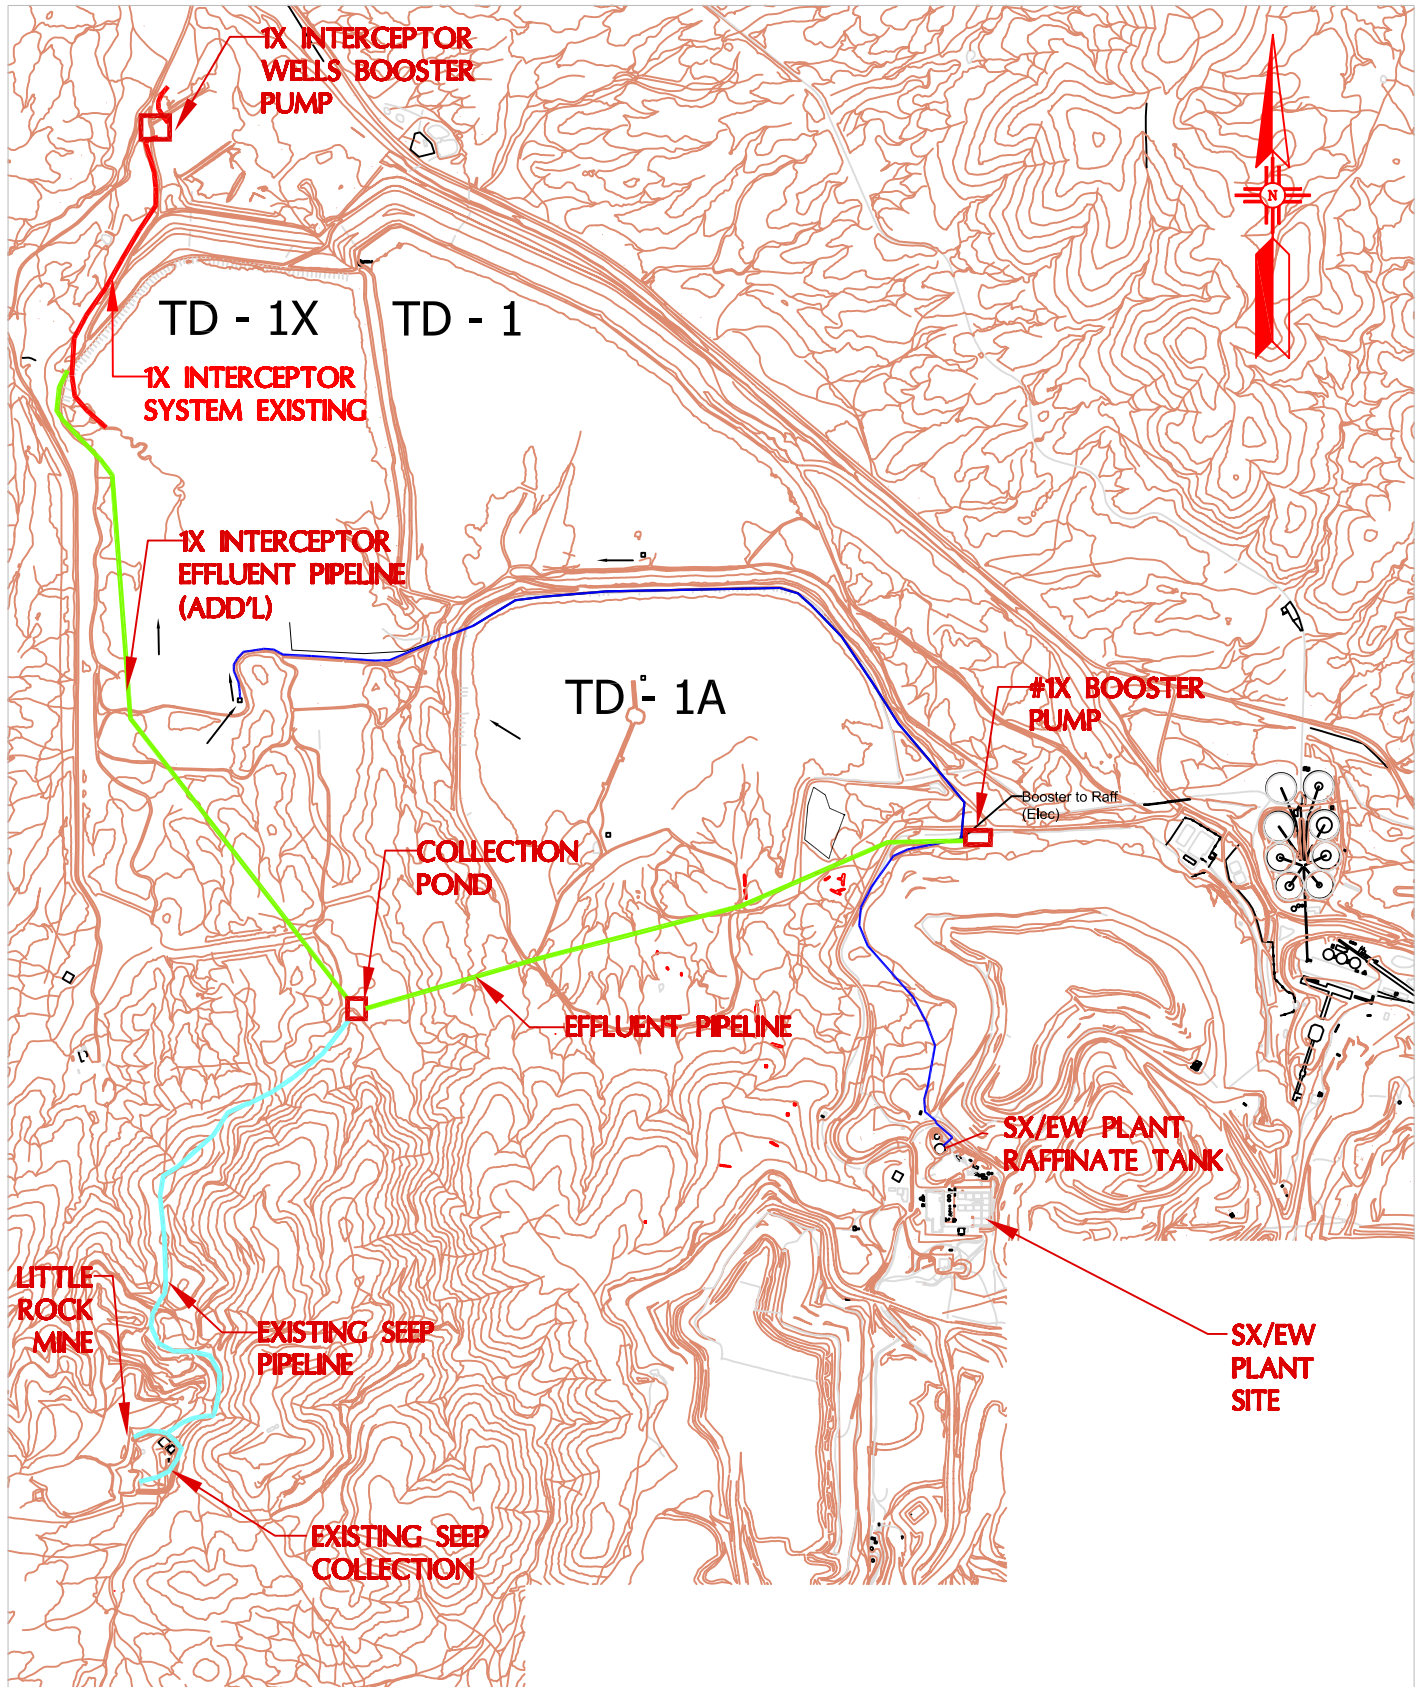 1X INTERCEPTOR
WELLS BOOSTER
PUMP
N
TD - 1X
TD - 1
1X INTERCEPTOR
SYSTEM EXISTING
1X INTERCEPTOR
EFFLUENT PIPELINE
(ADD'L)
TD - 1A
#1X BOOSTER
PUMP
Booster to Raff
(Elec)
COLLECTION
POND
EFFLUENT PIPELINE
SX/EW PLANT
RAFFINATE TANK
LITTLE
ROCK
MINE
EXISTING SEEP
PIPELINE
SX/EW
PLANT
SITE
EXISTING SEEP
COLLECTION